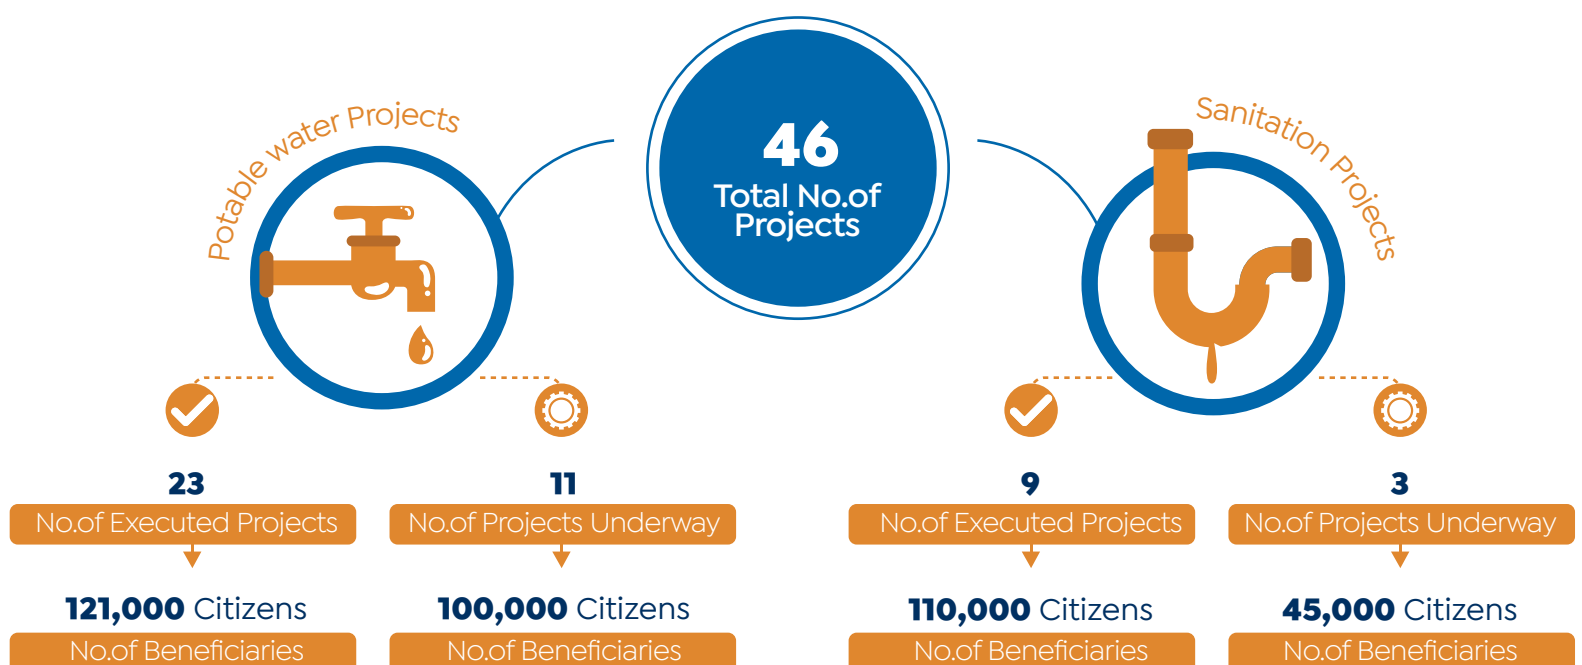 46
Total No.of
Projects
Potable water Projects
Sanitation Projects
23
No.of Executed Projects
121,000 Citizens
No.of Beneficiaries
11
No.of Projects Underway
100,000 Citizens
No.of Beneficiaries
9
No.of Executed Projects
110,000 Citizens
No.of Beneficiaries
3
No.of Projects Underway
45,000 Citizens
No.of Beneficiaries